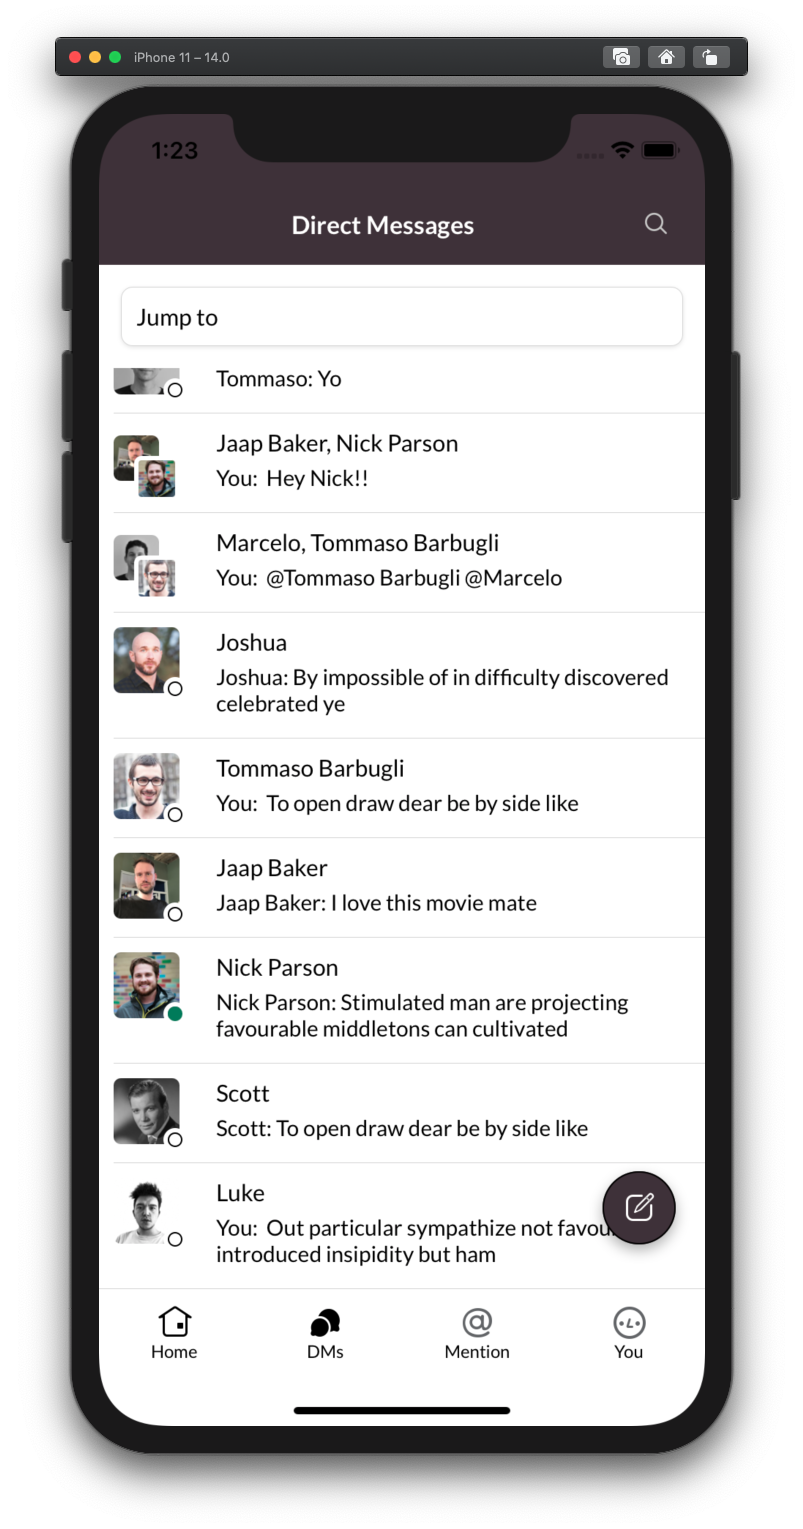 iPhone 11 – 14.0
1:23
Direct Messages
Jump to
Tommaso: Yo
Jaap Baker, Nick Parson
You: Hey Nick!!
Marcelo, Tommaso Barbugli
You: @Tommaso Barbugli @Marcelo
Joshua
Joshua: By impossible of in difficulty discovered
celebrated ye
Tommaso Barbugli
You: To open draw dear be by side like
Jaap Baker
Jaap Baker: I love this movie mate
Nick Parson
Nick Parson: Stimulated man are projecting
favourable middletons can cultivated
Scott
Scott: To open draw dear be by side like
Luke
You: Out particular sympathize not
introduced insipidity but ham
Home
DMs
Mention
You